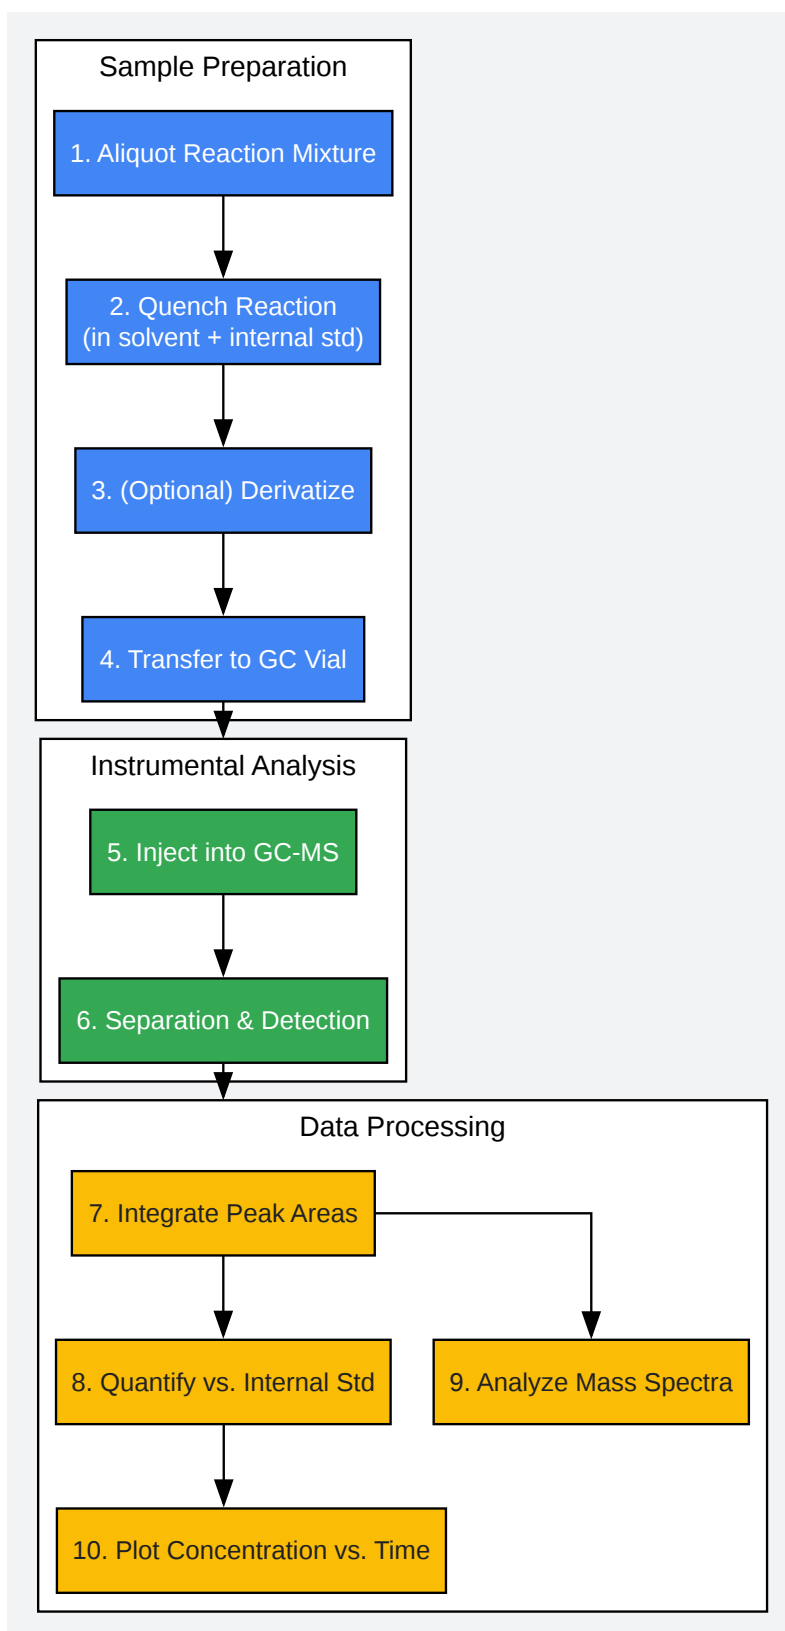 Sample Preparation
1. Aliquot Reaction Mixture
2. Quench Reaction
(in solvent + internal std)
3. (Optional) Derivatize
4. Transfer to GC Vial
Instrumental Analysis
5. Inject into GC-MS
6. Separation & Detection
Data Processing
7. Integrate Peak Areas
8. Quantify vs. Internal Std
9. Analyze Mass Spectra
10. Plot Concentration vs. Time